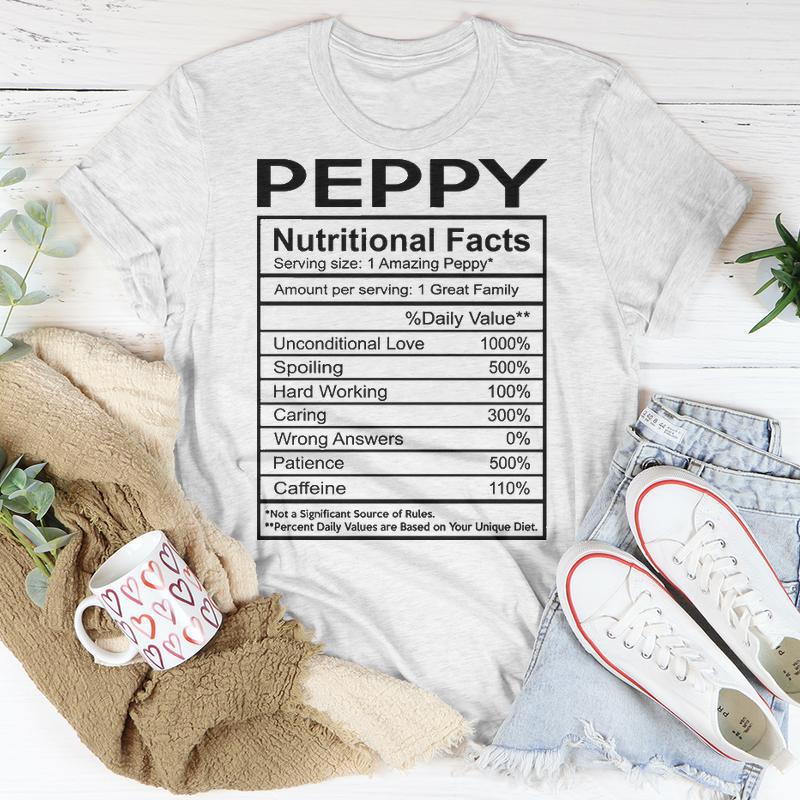 PEPPY
Nutritional Facts
Serving size: 1 Amazing Peppy*
Amount per serving: 1 Great Family
%Daily Value**
Unconditional Love 1000%
Spoiling 500%
Hard Working 100%
Caring 300%
Wrong Answers 0%
Patience 500%
Caffeine 110%
*Not a Significant Source of Rules.
**Percent Daily Values are Based on Your Unique Diet.